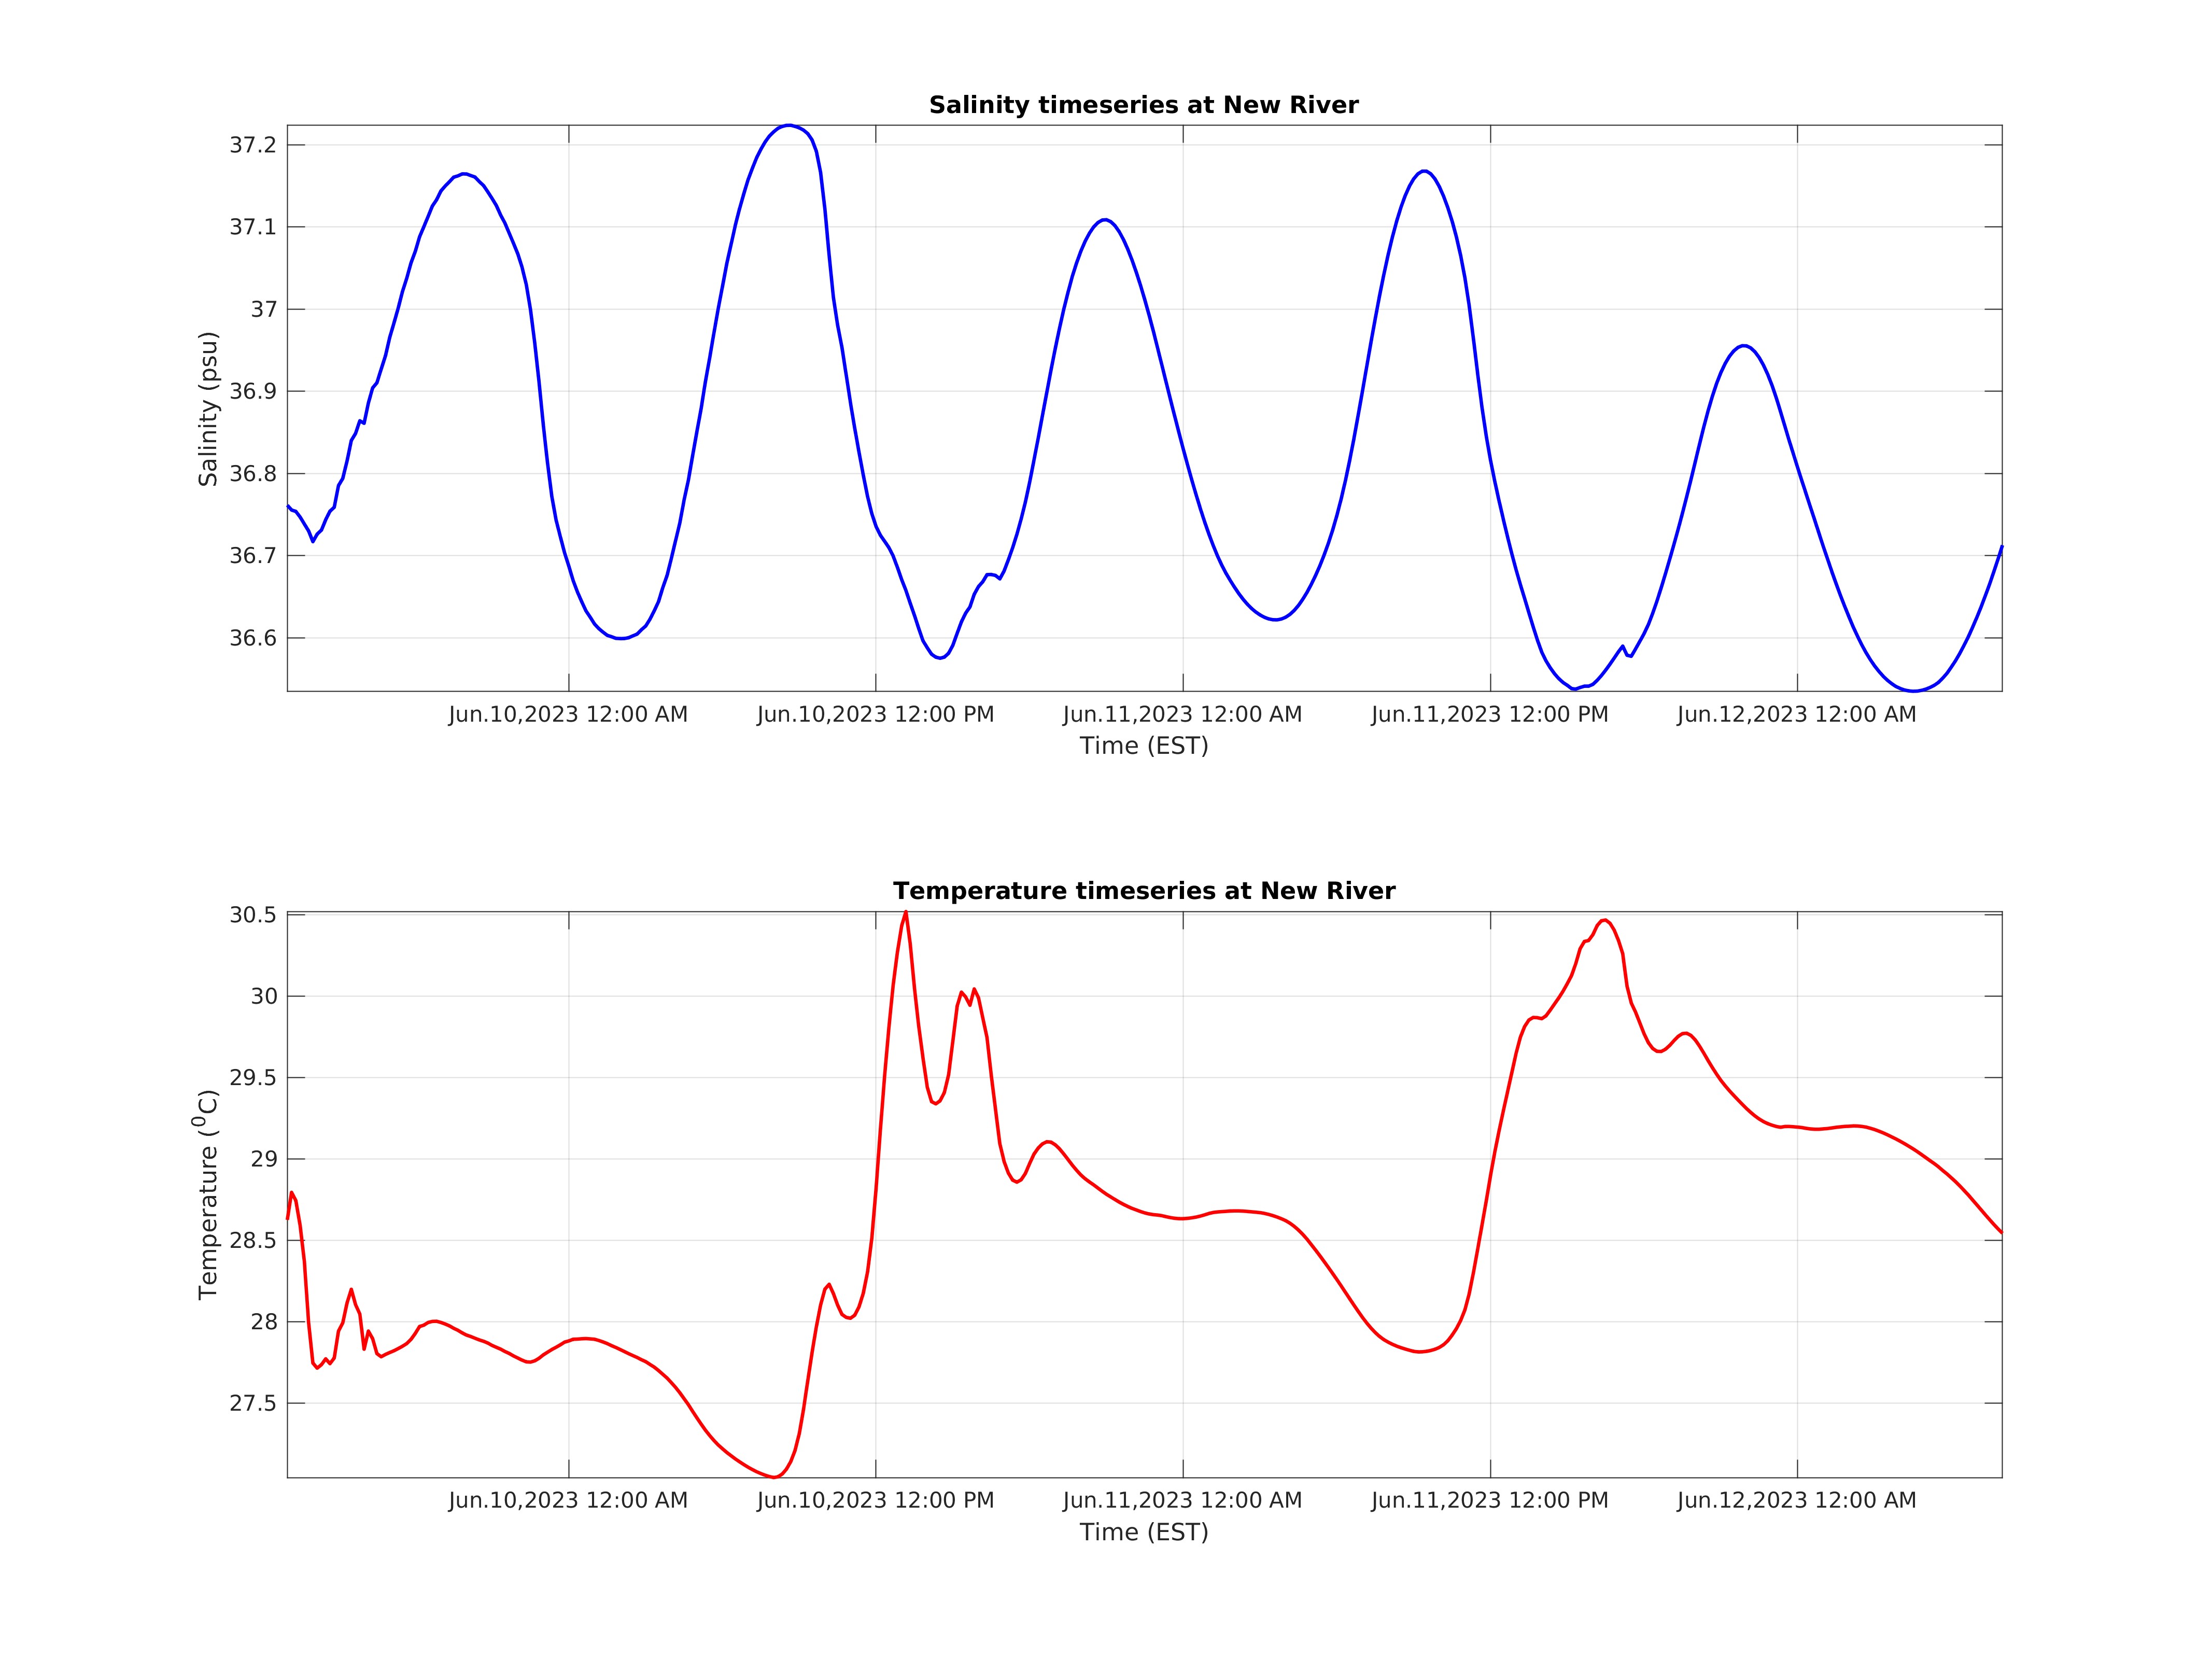 Salinity timeseries at New River
37.2
37.1
37
36.9
36.8
36.7
36.6
Salinity (psu)
Jun.10,2023 12:00 AM Jun.10,2023 12:00 PM Jun.11,2023 12:00 AM Jun.11,2023 12:00 PM Jun.12,2023 12:00 AM
Time (EST)
Temperature timeseries at New River
30.5
30
29.5
29
28.5
28
27.5
Temperature (⁰C)
Jun.10,2023 12:00 AM Jun.10,2023 12:00 PM Jun.11,2023 12:00 AM Jun.11,2023 12:00 PM Jun.12,2023 12:00 AM
Time (EST)